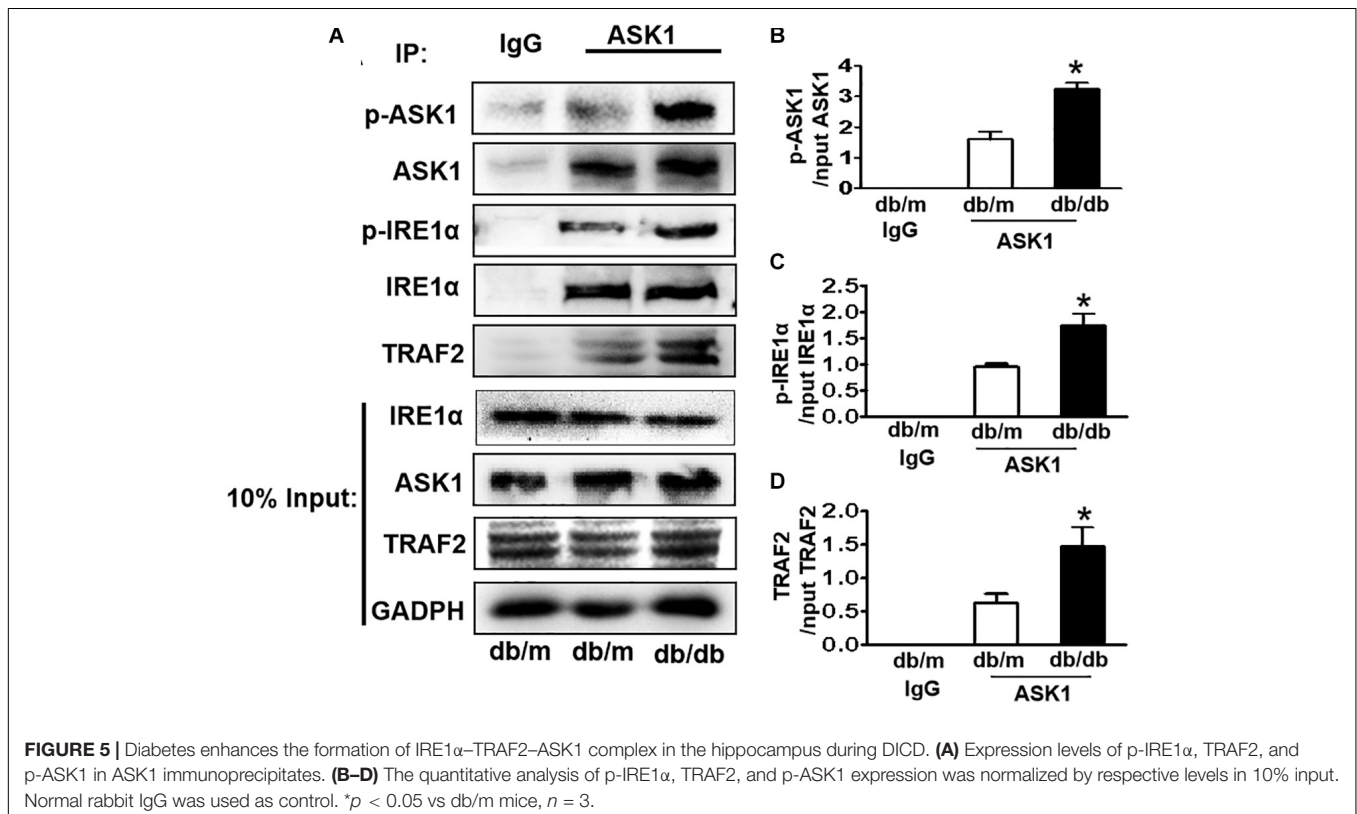 A
IP:
IgG
ASK1
p-ASK1
ASK1
p-IRE1α
IRE1α
TRAF2
10% Input:
IRE1α
ASK1
TRAF2
GADPH
db/m db/m db/db
B
p-ASK1
/nput ASK1
4
3
2
1
0
*
db/m db/m db/db
IgG ASK1
C
p-IRE1α
/nput IRE1α
2.5
2.0
1.5
1.0
0.5
0.0
*
db/m db/m db/db
IgG ASK1
D
TRAF2
/nput TRAF2
2.0
1.5
1.0
0.5
0.0
*
db/m db/m db/db
IgG ASK1
FIGURE 5 | Diabetes enhances the formation of IRE1α–TRAF2–ASK1 complex in the hippocampus during DICD. (A) Expression levels of p-IRE1α, TRAF2, and
p-ASK1 in ASK1 immunoprecipitates. (B–D) The quantitative analysis of p-IRE1α, TRAF2, and p-ASK1 expression was normalized by respective levels in 10% input.
Normal rabbit IgG was used as control. *p < 0.05 vs db/m mice, n = 3.